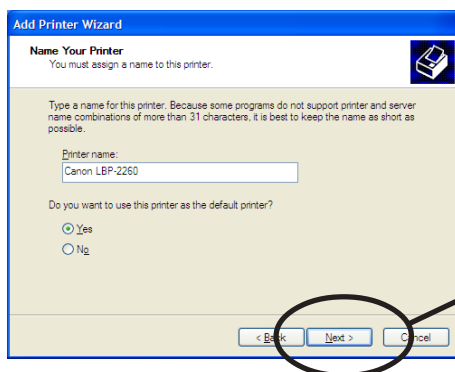 Add Printer Wizard
Name Your Printer
You must assign a name to this printer.
Type a name for this printer. Because some programs do not support printer and server
name combinations of more than 31 characters, it is best to keep the name as short as
possible.
Printer name:
Canon LBP-2260
Do you want to use this printer as the default printer?
Yes
No
< Back Next > Cancel